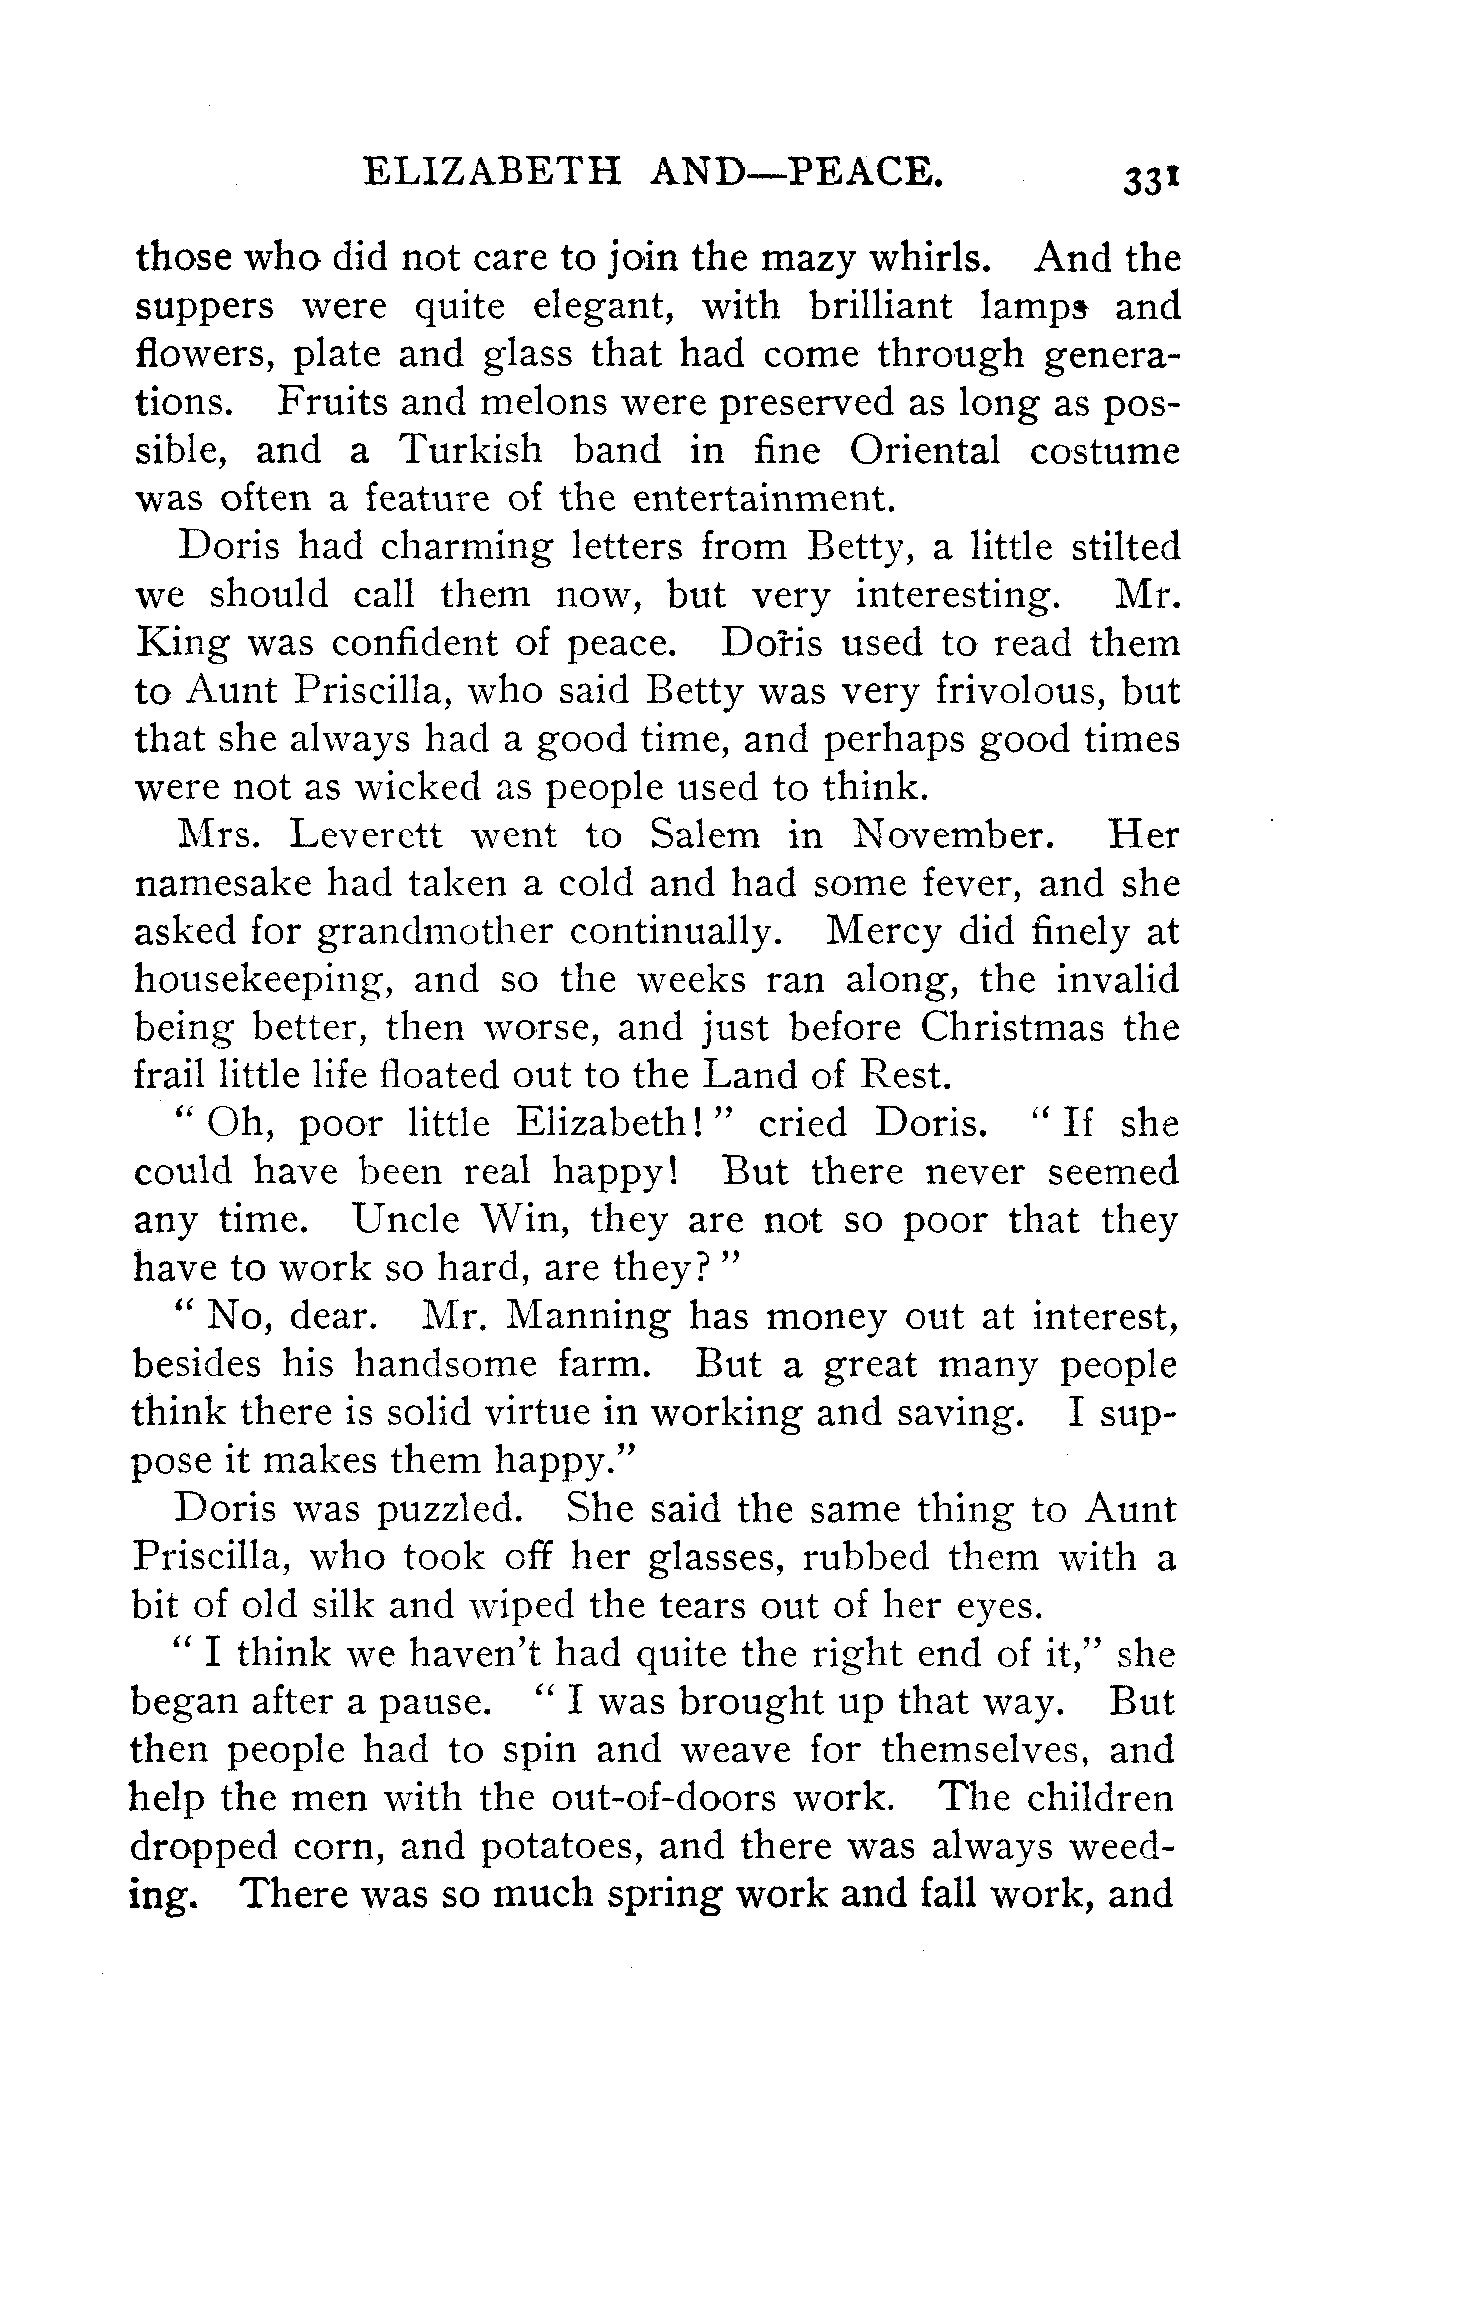 ELIZABETH AND—PEACE. 331
those who did not care to join the mazy whirls. And the
suppers were quite elegant, with brilliant lamps and
flowers, plate and glass that had come through genera-
tions. Fruits and melons were preserved as long as pos-
sible, and a Turkish band in fine Oriental costume
was often a feature of the entertainment.
Doris had charming letters from Betty, a little stilted
we should call them now, but very interesting. Mr.
King was confident of peace. Doris used to read them
to Aunt Priscilla, who said Betty was very frivolous, but
that she always had a good time, and perhaps good times
were not as wicked as people used to think.
Mrs. Leverett went to Salem in November. Her
namesake had taken a cold and had some fever, and she
asked for grandmother continually. Mercy did finely at
housekeeping, and so the weeks ran along, the invalid
being better, then worse, and just before Christmas the
frail little life floated out to the Land of Rest.
" Oh, poor little Elizabeth! " cried Doris. " If she
could have been real happy! But there never seemed
any time. Uncle Win, they are not so poor that they
have to work so hard, are they? "
" No, dear. Mr. Manning has money out at interest,
besides his handsome farm. But a great many people
think there is solid virtue in working and saving. I sup-
pose it makes them happy."
Doris was puzzled. She said the same thing to Aunt
Priscilla, who took off her glasses, rubbed them with a
bit of old silk and wiped the tears out of her eyes.
" I think we haven't had quite the right end of it," she
began after a pause. " I was brought up that way. But
then people had to spin and weave for themselves, and
help the men with the out-of-doors work. The children
dropped corn, and potatoes, and there was always weed-
ing. There was so much spring work and fall work, and